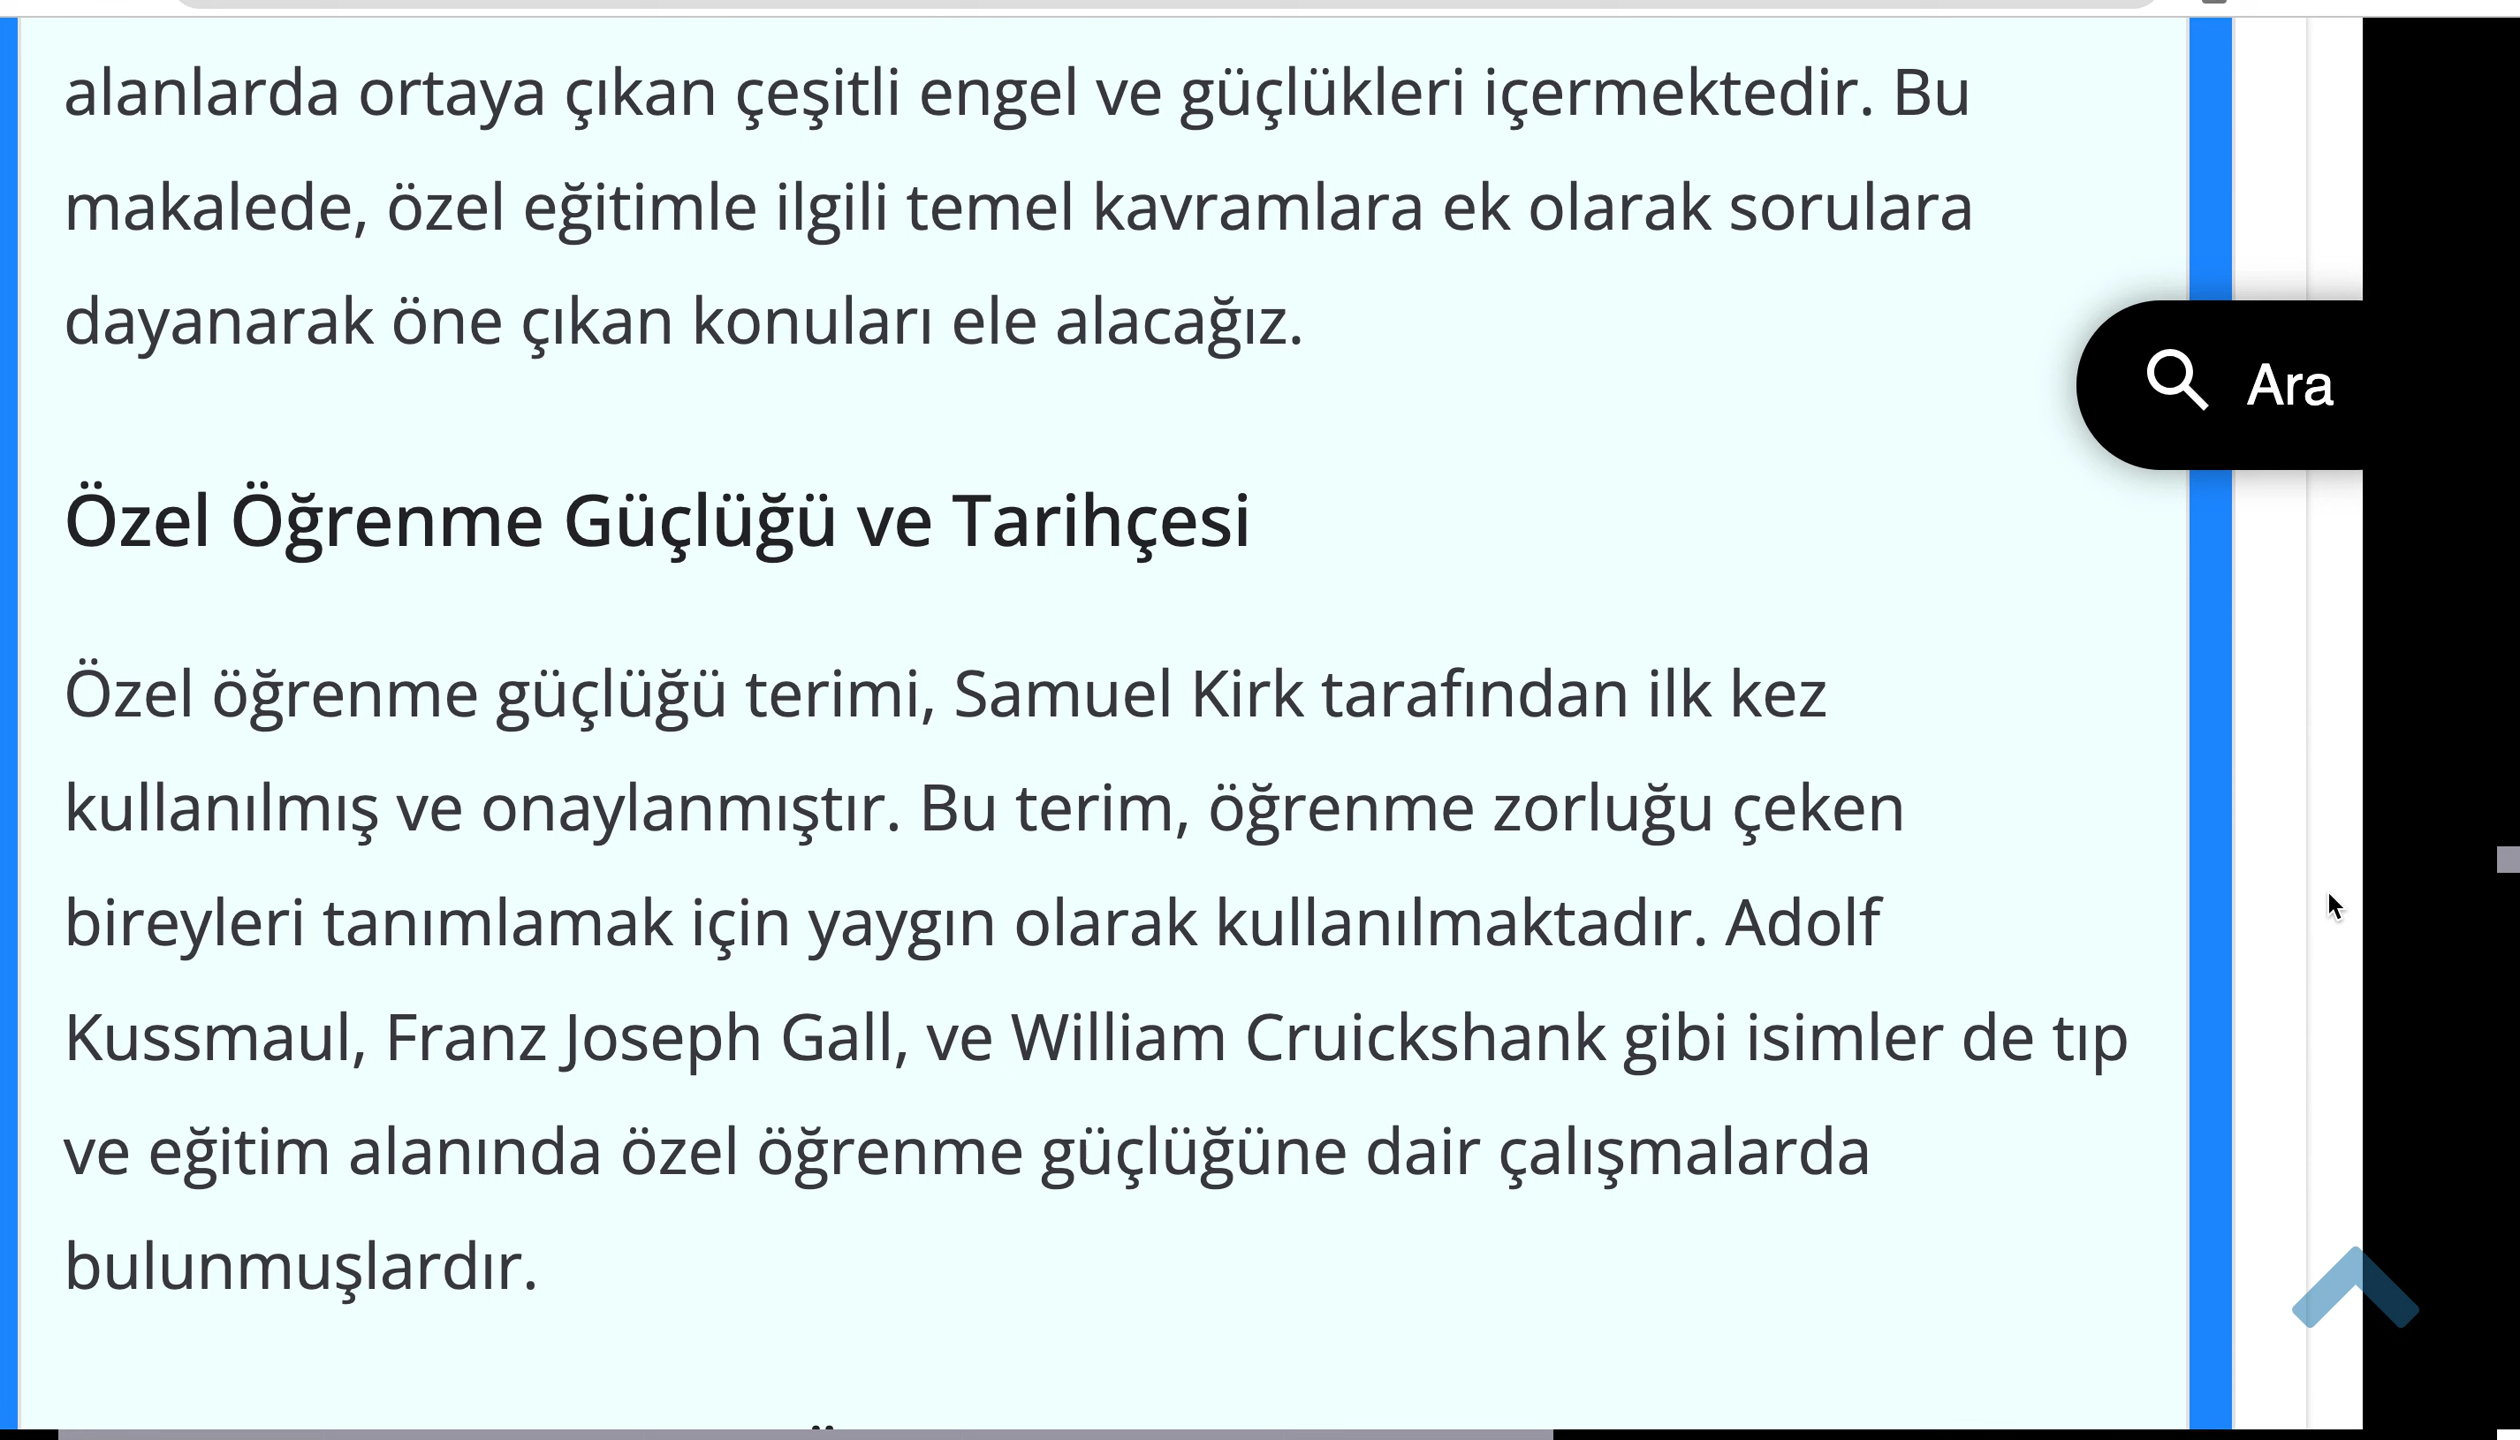 alanlarda ortaya çıkan çeşitli engel ve güçlükleri içermektedir. Bu
makalede, özel eğitimle ilgili temel kavramlara ek olarak sorulara
dayanarak öne çıkan konuları ele alacağız.
Ara
Özel Öğrenme Güçlüğü ve Tarihçesi
Özel öğrenme güçlüğü terimi, Samuel Kirk tarafından ilk kez
kullanılmış ve onaylanmıştır. Bu terim, öğrenme zorluğu çeken
bireyleri tanımlamak için yaygın olarak kullanılmaktadır. Adolf
Kussmaul, Franz Joseph Gall, ve William Cruickshank gibi isimler de tıp
ve eğitim alanında özel öğrenme güçlüğüne dair çalışmalarda
bulunmuşlardır.